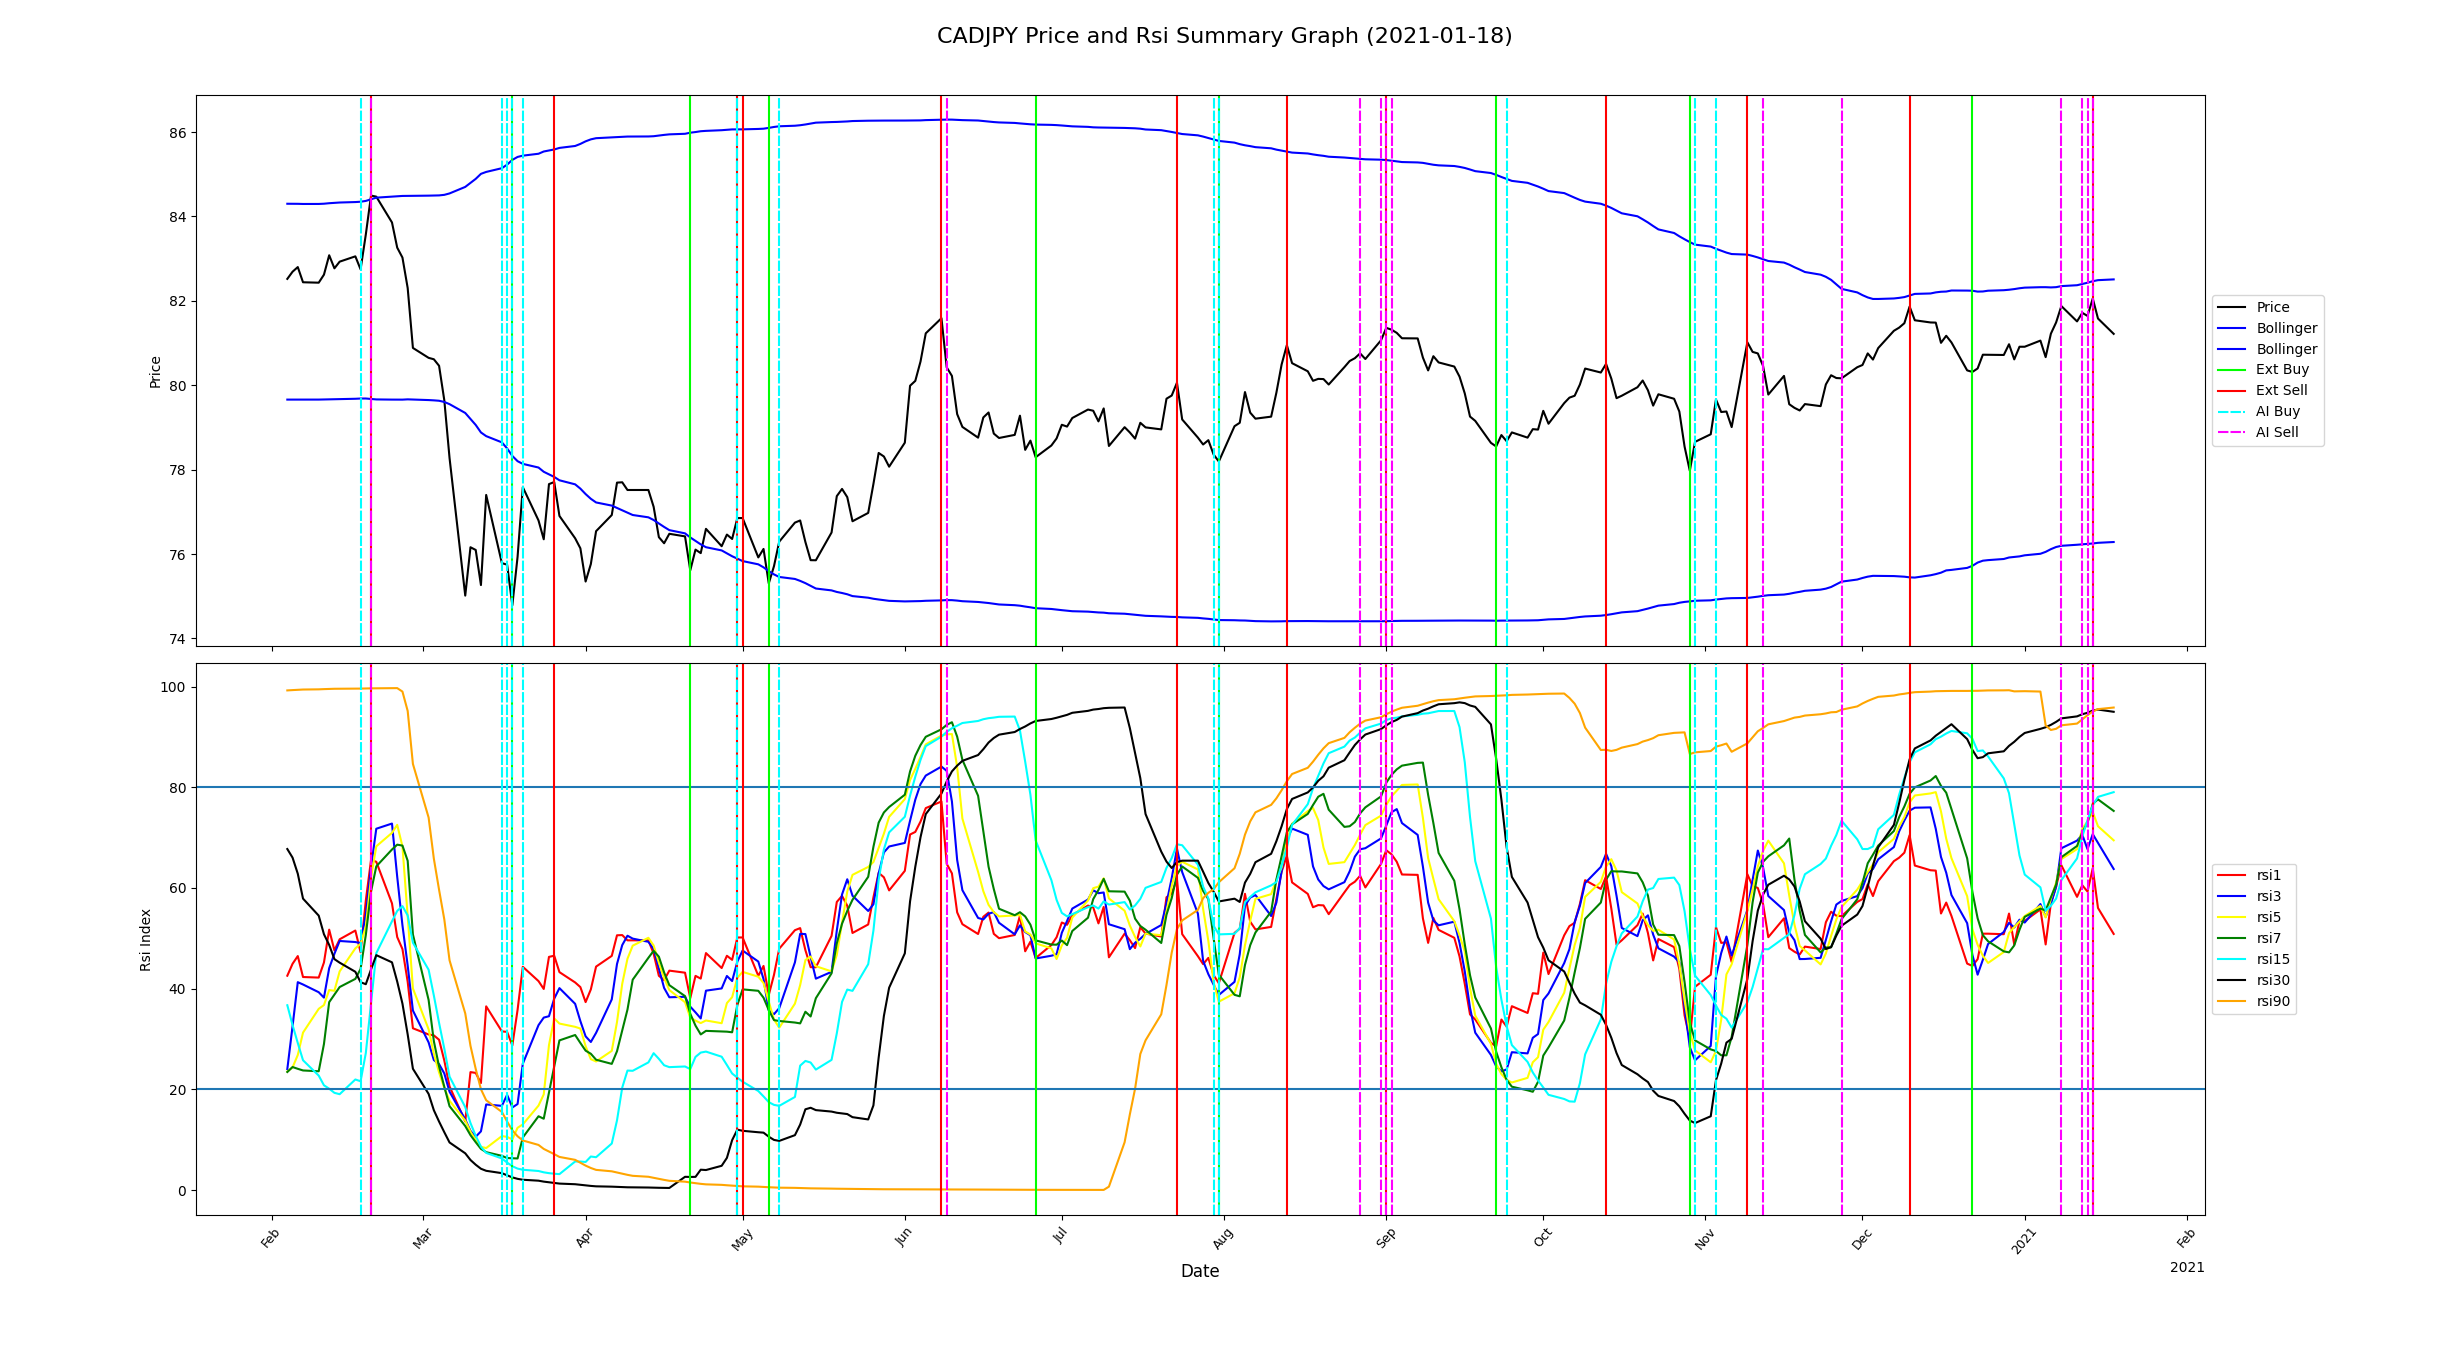 CADJPY Price and Rsi Summary Graph (2021-01-18)
Price
86
84
82
80
78
76
74
Price
Bollinger
Bollinger
Ext Buy
Ext Sell
AI Buy
AI Sell
Rsi Index
100
80
60
40
20
0
rsi1
rsi3
rsi5
rsi7
rsi15
rsi30
rsi90
Feb Mar Apr May Jun Jul Aug Sep Oct Nov Dec 2021 Feb
Date
2021